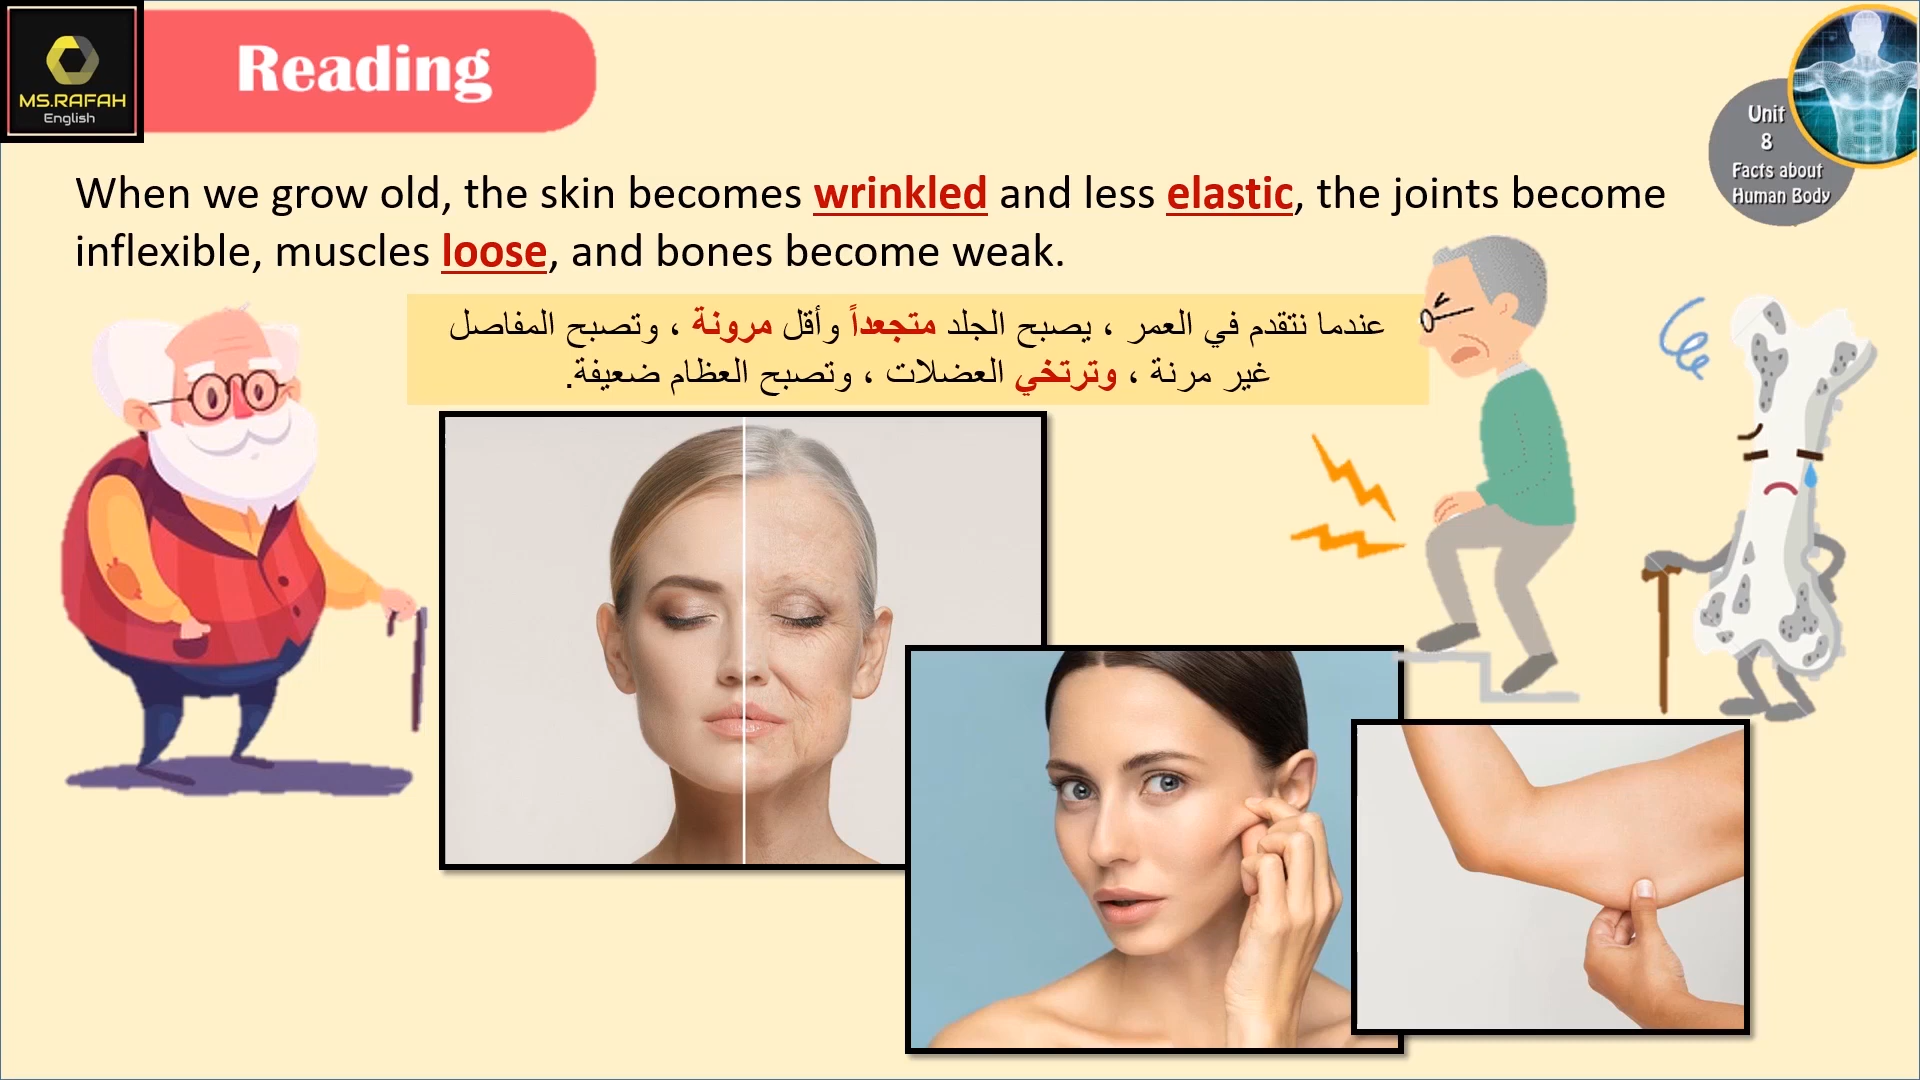 MS.RAFAH
English
Reading
Unit
8
Facts about
Human Body
When we grow old, the skin becomes wrinkled and less elastic, the joints become
inflexible, muscles loose, and bones become weak.
عندما نتقدم في العمر ، يصبح الجلد متجعداً وأقل مرونة ، وتصبح المفاصل
غير مرنة ، وترتخي العضلات ، وتصبح العظام ضعيفة.